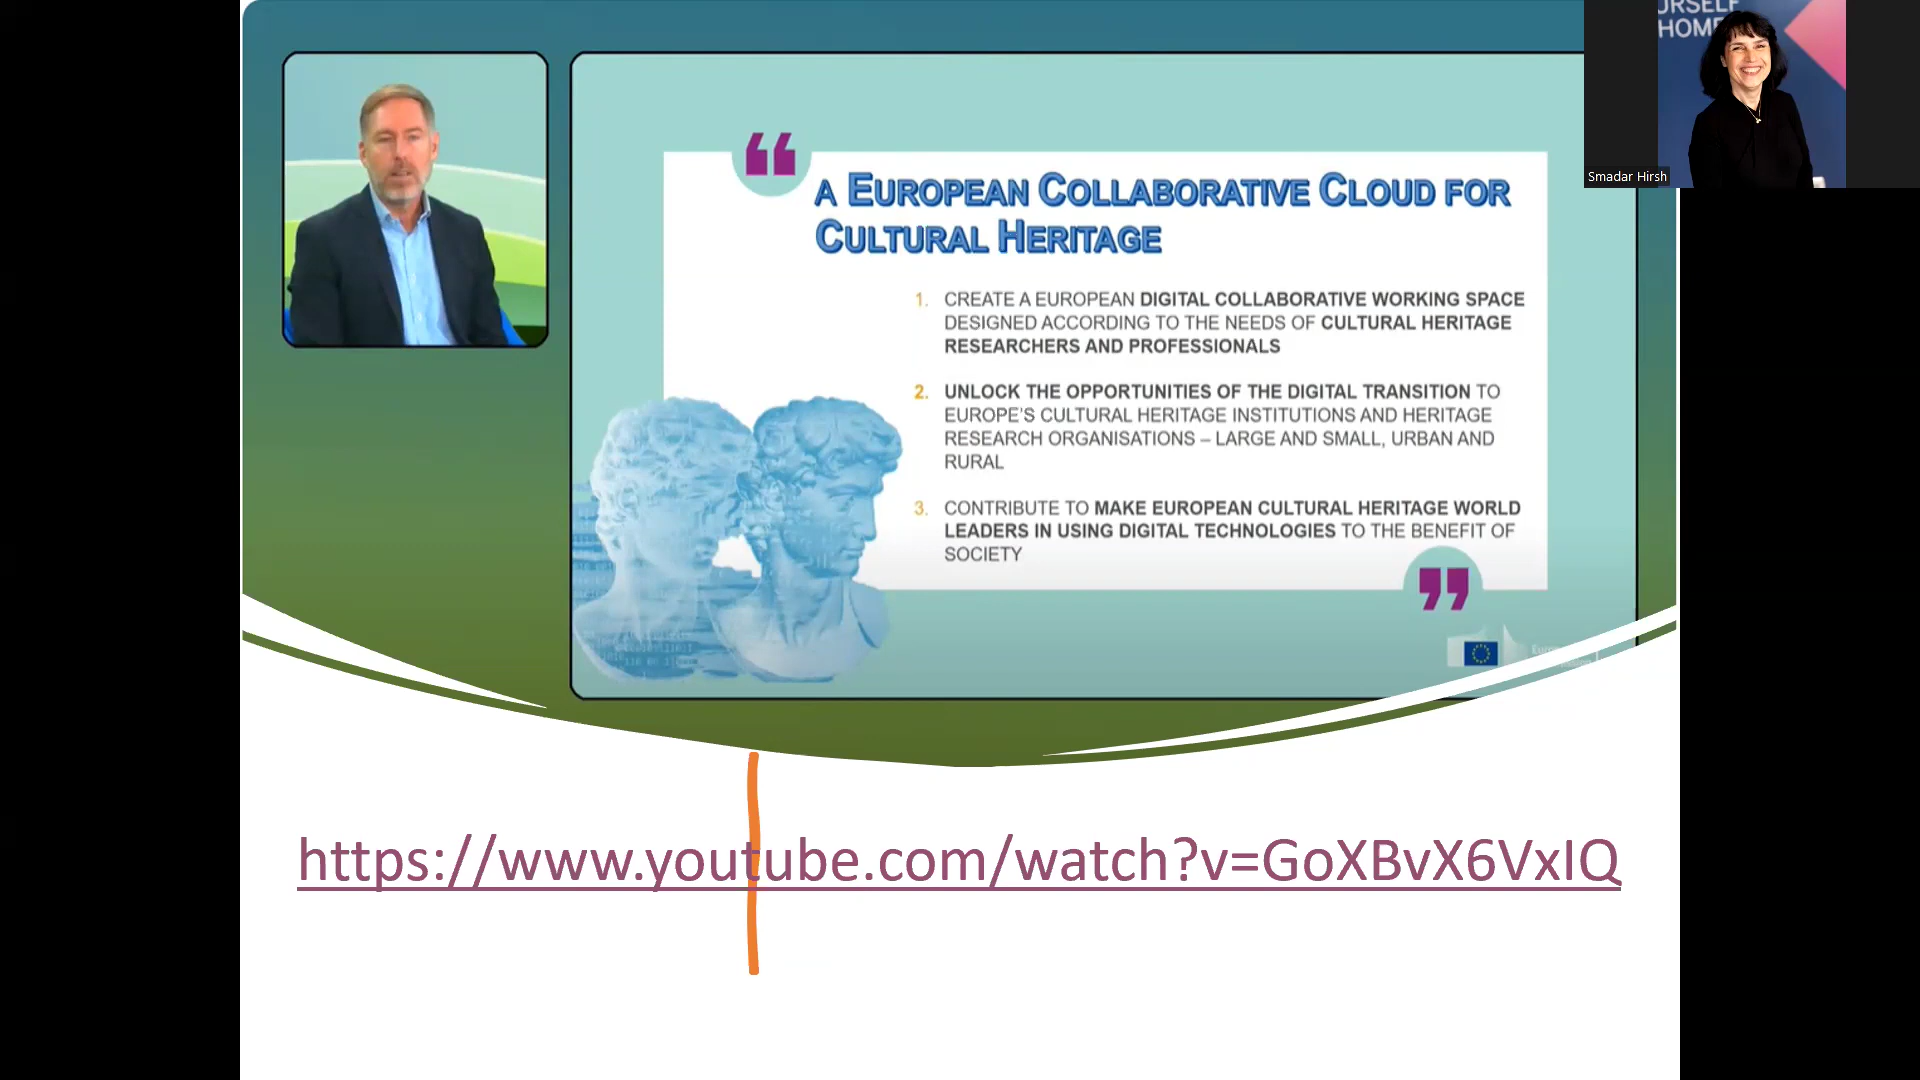 URSELF
HOME
Smadar Hirsh
A EUROPEAN COLLABORATIVE CLOUD FOR
CULTURAL HERITAGE
1. CREATE A EUROPEAN DIGITAL COLLABORATIVE WORKING SPACE
DESIGNED ACCORDING TO THE NEEDS OF CULTURAL HERITAGE
RESEARCHERS AND PROFESSIONALS
2. UNLOCK THE OPPORTUNITIES OF THE DIGITAL TRANSITION TO
EUROPE'S CULTURAL HERITAGE INSTITUTIONS AND HERITAGE
RESEARCH ORGANISATIONS – LARGE AND SMALL, URBAN AND
RURAL
3. CONTRIBUTE TO MAKE EUROPEAN CULTURAL HERITAGE WORLD
LEADERS IN USING DIGITAL TECHNOLOGIES TO THE BENEFIT OF
SOCIETY
https://www.youtube.com/watch?v=GoXBvX6VxIQ